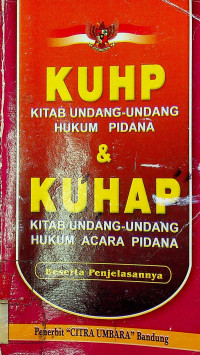 KUHP
KITAB UNDANG-UNDANG
HUKUM PIDANA
&
KUHAP
KITAB UNDANG-UNDANG
HUKUM ACARA PIDANA
Beserta Penjelasannya
Penerbit "CITRA UMBARA" Bandung